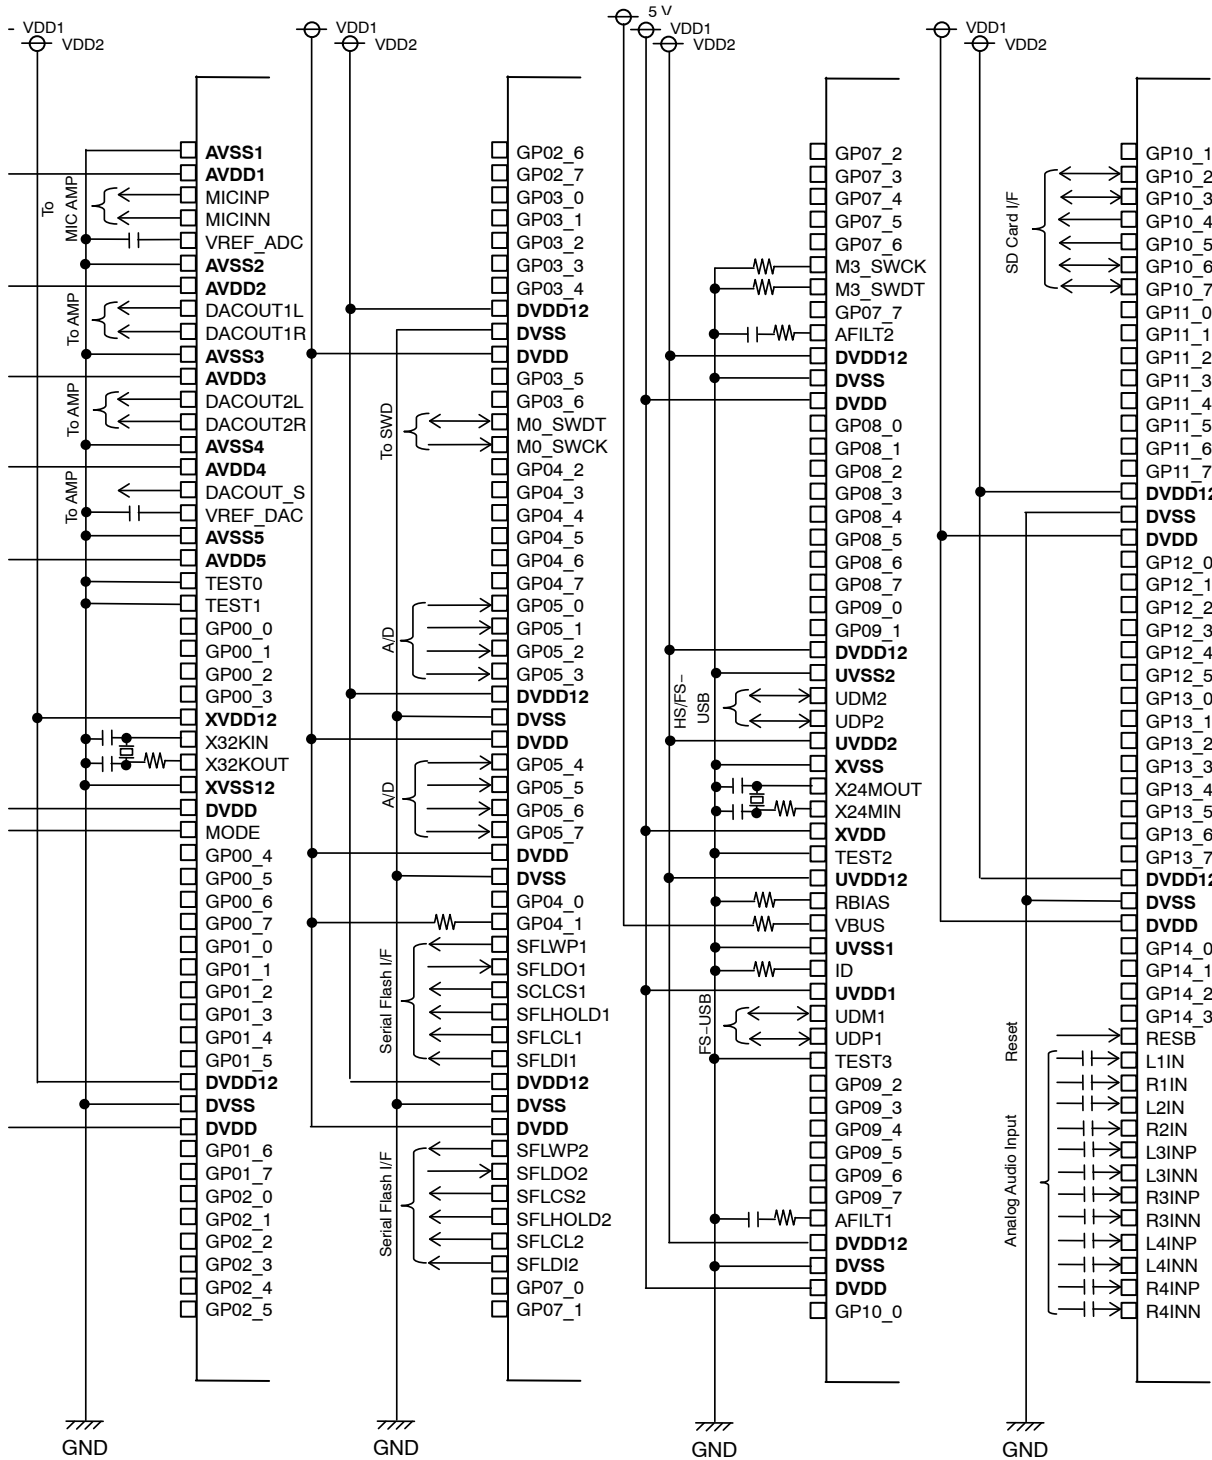 VDD1
VDD2
To
MIC AMP
To AMP
To AMP
To AMP
AVSS1
AVDD1
MICINP
MICINN
VREF_ADC
AVSS2
AVDD2
DACOUT1L
DACOUT1R
AVSS3
AVDD3
DACOUT2L
DACOUT2R
AVSS4
AVDD4
DACOUT_S
VREF_DAC
AVSS5
AVDD5
TEST0
TEST1
GP00_0
GP00_1
GP00_2
GP00_3
XVDD12
X32KIN
X32KOUT
XVSS12
DVDD
MODE
GP00_4
GP00_5
GP00_6
GP00_7
GP01_0
GP01_1
GP01_2
GP01_3
GP01_4
GP01_5
DVDD12
DVSS
DVDD
GP01_6
GP01_7
GP02_0
GP02_1
GP02_2
GP02_3
GP02_4
GP02_5
GND
VDD1
VDD2
To SWD
A/D
A/D
Serial Flash I/F
Serial Flash I/F
GP02_6
GP02_7
GP03_0
GP03_1
GP03_2
GP03_3
GP03_4
DVDD12
DVSS
DVDD
GP03_5
GP03_6
M0_SWDT
M0_SWCK
GP04_2
GP04_3
GP04_4
GP04_5
GP04_6
GP04_7
GP05_0
GP05_1
GP05_2
GP05_3
DVDD12
DVSS
DVDD
GP05_4
GP05_5
GP05_6
GP05_7
DVDD
DVSS
GP04_0
GP04_1
SFLWP1
SFLDO1
SCLCS1
SFLHOLD1
SFLCL1
SFLDI1
DVDD12
DVSS
DVDD
SFLWP2
SFLDO2
SFLCS2
SFLHOLD2
SFLCL2
SFLDI2
GP07_0
GP07_1
GND
5 V
VDD1
VDD2
HS/FS-
USB
FS-USB
GP07_2
GP07_3
GP07_4
GP07_5
GP07_6
M3_SWCK
M3_SWDT
GP07_7
AFILT2
DVDD12
DVSS
DVDD
GP08_0
GP08_1
GP08_2
GP08_3
GP08_4
GP08_5
GP08_6
GP08_7
GP09_0
GP09_1
DVDD12
UVSS2
UDM2
UDP2
UVDD2
XVSS
X24MOUT
X24MIN
XVDD
TEST2
UVDD12
RBIAS
VBUS
UVSS1
ID
UVDD1
UDM1
UDP1
TEST3
GP09_2
GP09_3
GP09_4
GP09_5
GP09_6
GP09_7
AFILT1
DVDD12
DVSS
DVDD
GP10_0
GND
VDD1
VDD2
SD Card I/F
Reset
Analog Audio Input
GP10_1
GP10_2
GP10_3
GP10_4
GP10_5
GP10_6
GP10_7
GP11_0
GP11_1
GP11_2
GP11_3
GP11_4
GP11_5
GP11_6
GP11_7
DVDD12
DVSS
DVDD
GP12_0
GP12_1
GP12_2
GP12_3
GP12_4
GP12_5
GP13_0
GP13_1
GP13_2
GP13_3
GP13_4
GP13_5
GP13_6
GP13_7
DVDD12
DVSS
DVDD
GP14_0
GP14_1
GP14_2
GP14_3
RESB
L1IN
R1IN
L2IN
R2IN
L3INP
L3INN
R3INP
R3INN
L4INP
L4INN
R4INP
R4INN
GND